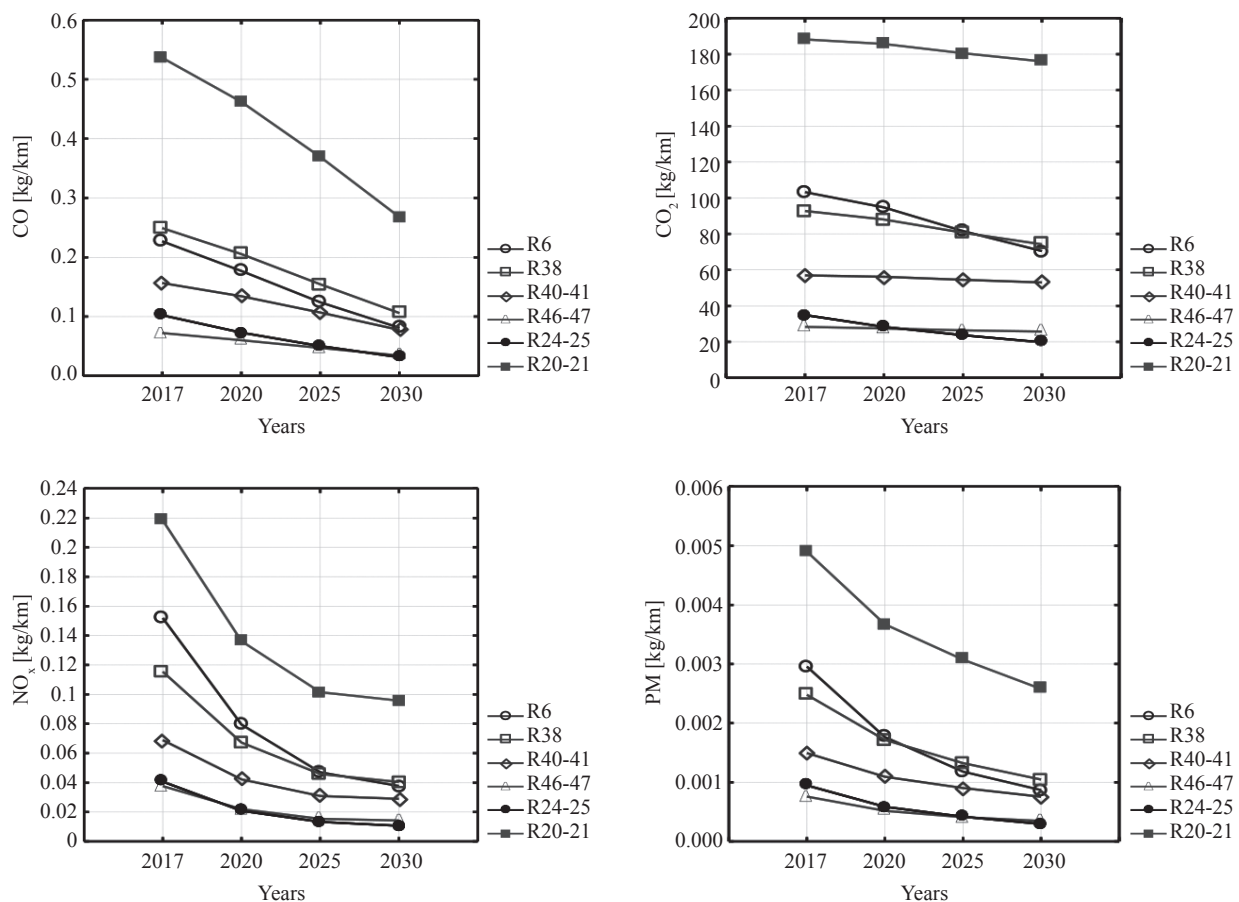 0.6
0.5
0.4
0.3
0.2
0.1
0.0
CO [kg/km]
2017 2020 2025 2030
Years
R6
R38
R40-41
R46-47
R24-25
R20-21
200
180
160
140
120
100
80
60
40
20
0
CO₂ [kg/km]
2017 2020 2025 2030
Years
R6
R38
R40-41
R46-47
R24-25
R20-21
0.24
0.22
0.2
0.18
0.16
0.14
0.12
0.1
0.08
0.06
0.04
0.02
0
NOₓ [kg/km]
2017 2020 2025 2030
Years
R6
R38
R40-41
R46-47
R24-25
R20-21
0.006
0.005
0.004
0.003
0.002
0.001
0.000
PM [kg/km]
2017 2020 2025 2030
Years
R6
R38
R40-41
R46-47
R24-25
R20-21